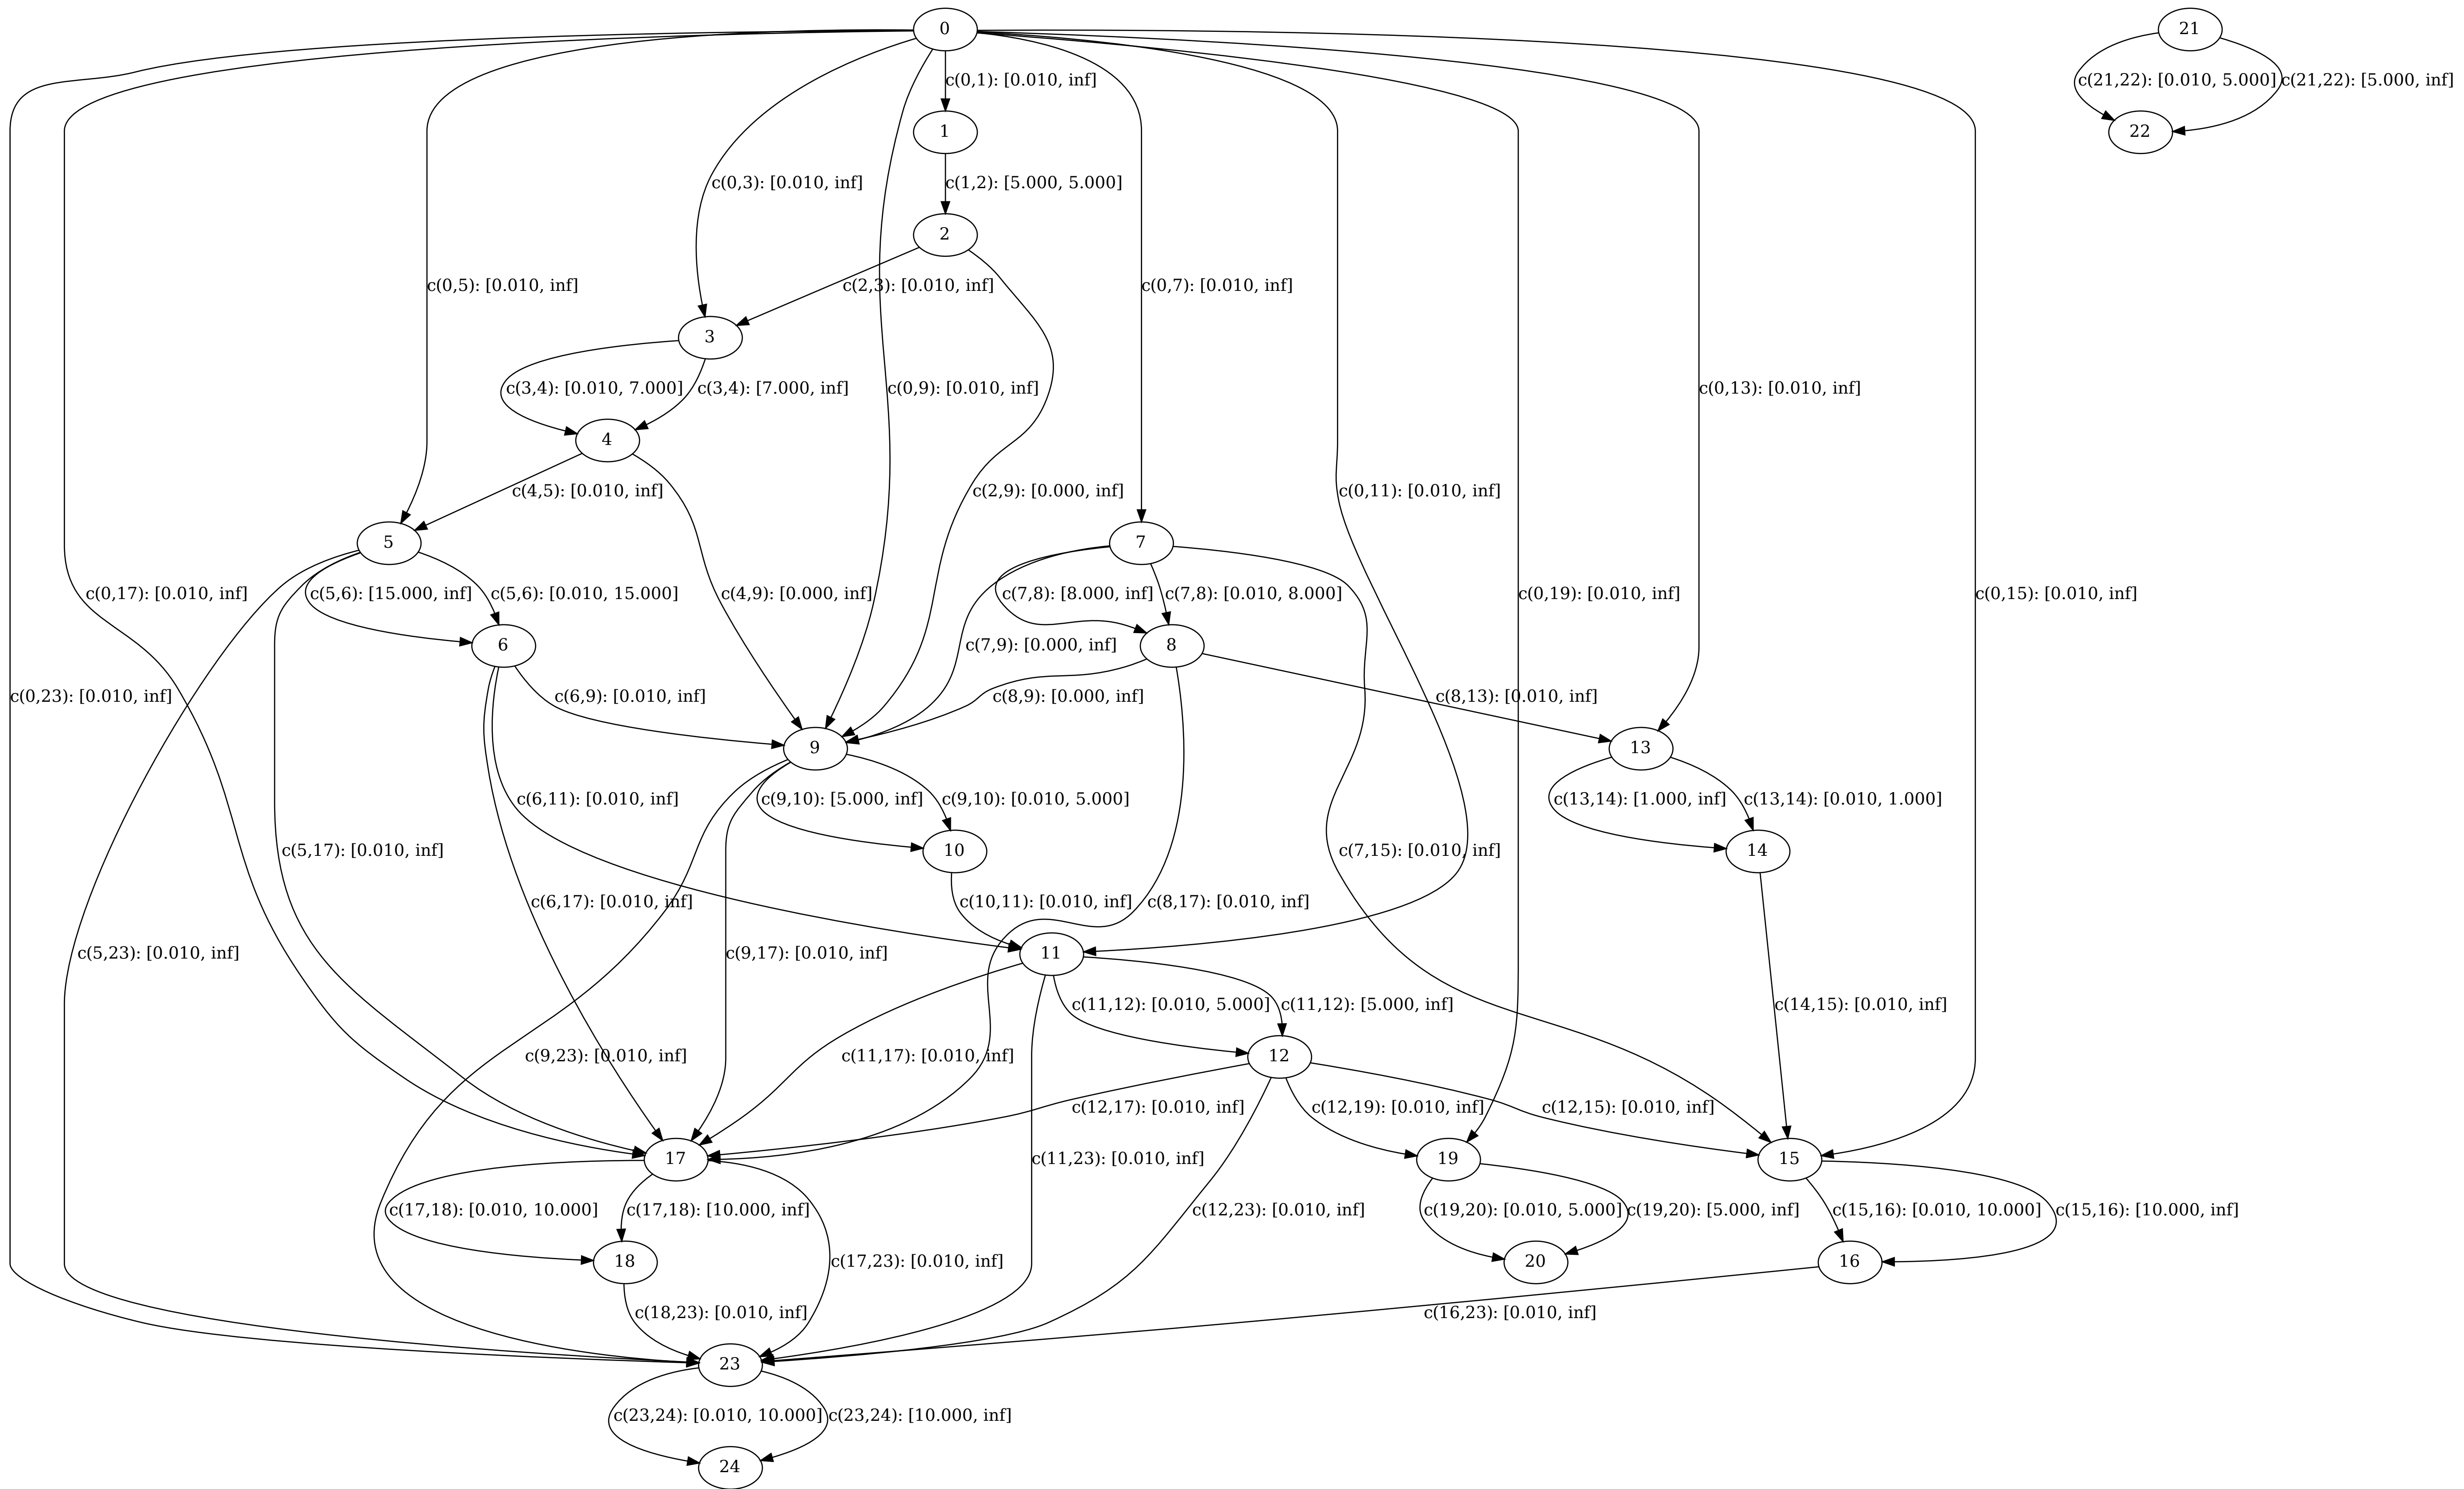 0
21
c(0,1): [0.010, inf]
c(21,22): [0.010, 5.000]
c(21,22): [5.000, inf]
1
22
c(0,3): [0.010, inf]
c(1,2): [5.000, 5.000]
2
c(0,5): [0.010, inf]
c(2,3): [0.010, inf]
c(0,7): [0.010, inf]
3
c(3,4): [0.010, 7.000]
c(3,4): [7.000, inf]
c(0,9): [0.010, inf]
c(0,13): [0.010, inf]
4
c(4,5): [0.010, inf]
c(2,9): [0.000, inf]
c(0,11): [0.010, inf]
5
7
c(0,17): [0.010, inf]
c(5,6): [15.000, inf]
c(5,6): [0.010, 15.000]
c(4,9): [0.000, inf]
c(7,8): [8.000, inf]
c(7,8): [0.010, 8.000]
c(0,19): [0.010, inf]
c(0,15): [0.010, inf]
6
c(7,9): [0.000, inf]
8
c(0,23): [0.010, inf]
c(6,9): [0.010, inf]
c(8,9): [0.000, inf]
c(8,13): [0.010, inf]
9
13
c(6,11): [0.010, inf]
c(9,10): [5.000, inf]
c(9,10): [0.010, 5.000]
c(13,14): [1.000, inf]
c(13,14): [0.010, 1.000]
c(5,17): [0.010, inf]
10
c(7,15): [0.010, inf]
14
c(6,17): [0.010, inf]
c(10,11): [0.010, inf]
c(8,17): [0.010, inf]
c(5,23): [0.010, inf]
c(9,17): [0.010, inf]
11
c(11,12): [0.010, 5.000]
c(11,12): [5.000, inf]
c(14,15): [0.010, inf]
c(9,23): [0.010, inf]
c(11,17): [0.010, inf]
12
c(12,17): [0.010, inf]
c(12,19): [0.010, inf]
c(12,15): [0.010, inf]
17
c(11,23): [0.010, inf]
19
15
c(17,18): [0.010, 10.000]
c(17,18): [10.000, inf]
c(12,23): [0.010, inf]
c(19,20): [0.010, 5.000]
c(19,20): [5.000, inf]
c(15,16): [0.010, 10.000]
c(15,16): [10.000, inf]
18
c(17,23): [0.010, inf]
20
16
c(18,23): [0.010, inf]
c(16,23): [0.010, inf]
23
c(23,24): [0.010, 10.000]
c(23,24): [10.000, inf]
24